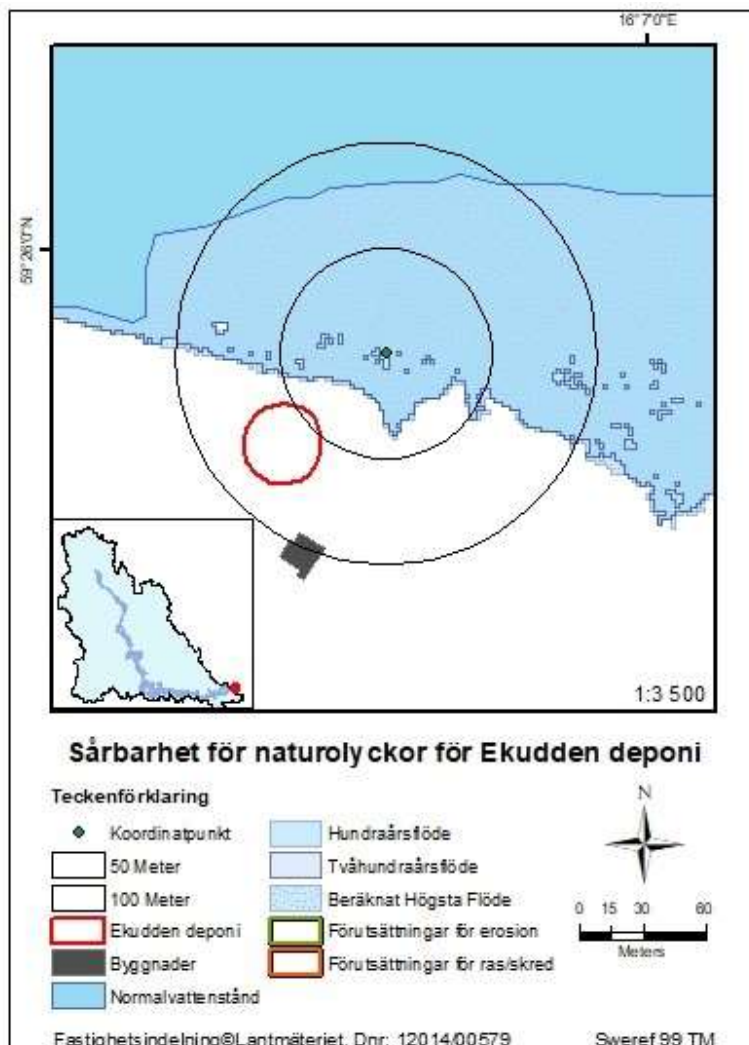 16°7'0"E
59°26'0"N
1:3 500
Sårbarhet för naturolyckor för Ekudden deponi
Teckenförklaring
Koordinatpunkt
50 Meter
100 Meter
Ekudden deponi
Byggnader
Normalvattenstånd
Hundraårsflöde
Tvåhundraårsflöde
Beräknat Högsta Flöde
Förutsättningar för erosion
Förutsättningar för ras/skred
N
0 15 30 60
Meters
Fastighetsindelning©Lantmäteriet, Dnr: 12014/00579 Sweref 99 TM